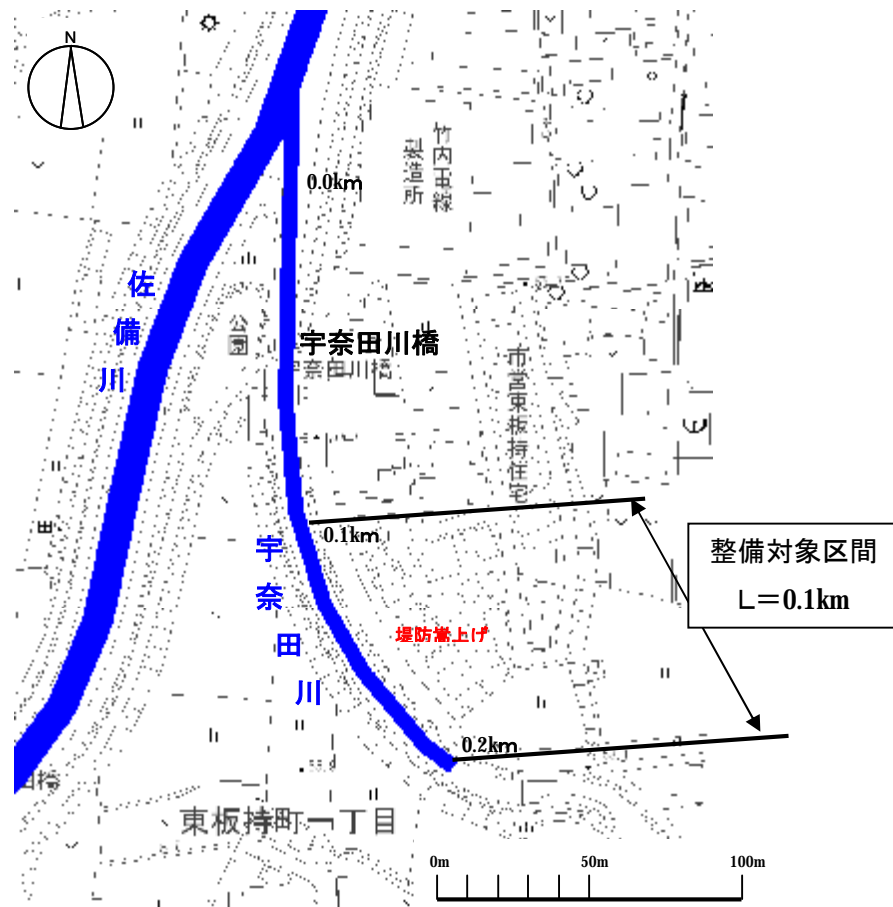 N
0.0km
竹内電線
製造所
佐備川
公園
宇奈田川橋
宇奈田川橋
市営東板持住宅
0.1km
整備対象区間
L=0.1km
宇奈田川
堤防嵩上げ
0.2km
東板持町一丁目
0m
50m
100m